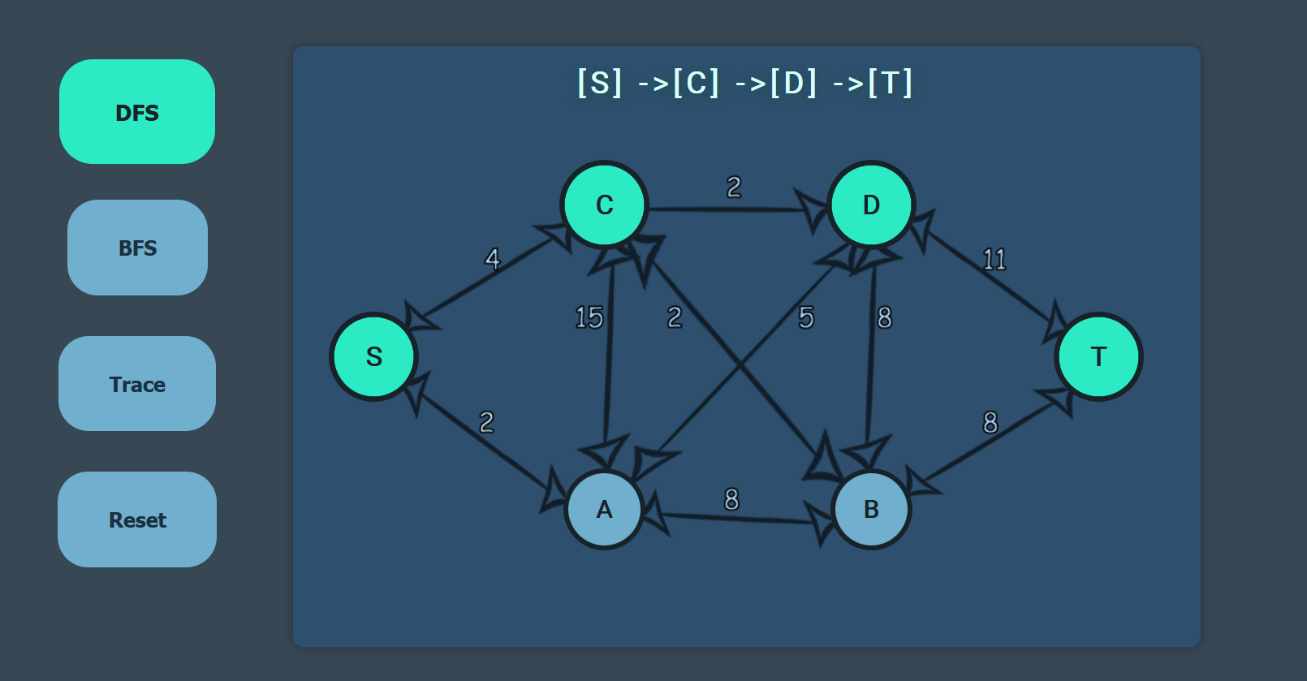 [S] ->[C] ->[D] ->[T]
DFS
BFS
Trace
Reset
C
2
D
4
11
15
2
5
8
S
T
2
8
8
A
B